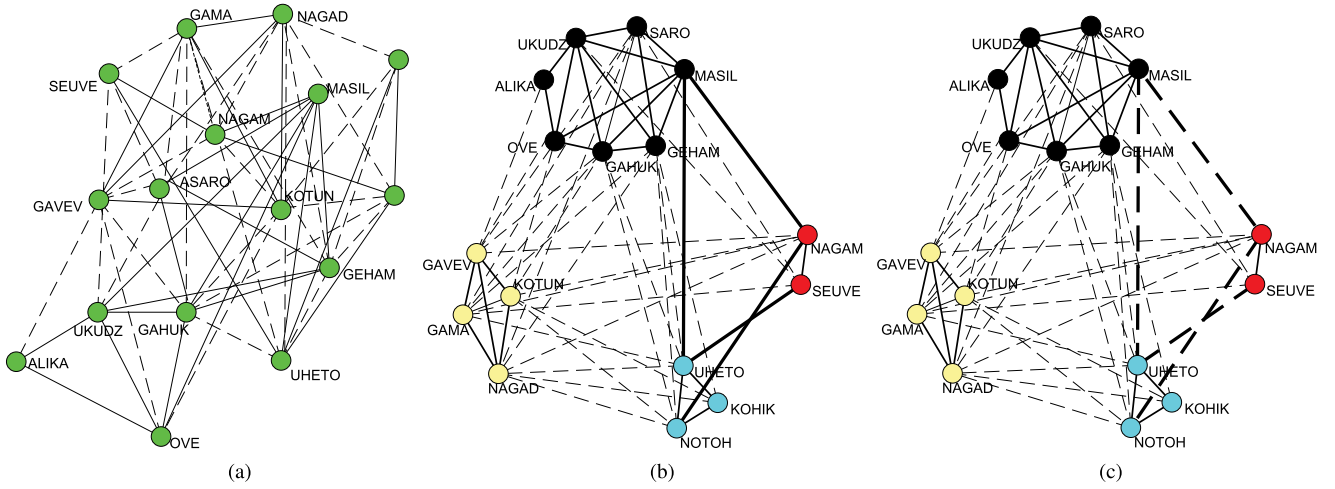 GAMA
NAGAD
SEUVE
MASIL
NAGAM
ASARO
GAVEV
KOTUN
GEHAM
UKUDZ
GAHUK
ALIKA
UHETO
OVE
(a)
SARO
UKUDZ
MASIL
ALIKA
OVE
GEHAM
GAHUK
NAGAM
GAVEV
KOTUN
SEUVE
GAMA
UHETO
NAGAD
KOHIK
NOTOH
(b)
SARO
UKUDZ
MASIL
ALIKA
OVE
GEHAM
GAHUK
NAGAM
GAVEV
KOTUN
SEUVE
GAMA
UHETO
NAGAD
KOHIK
NOTOH
(c)